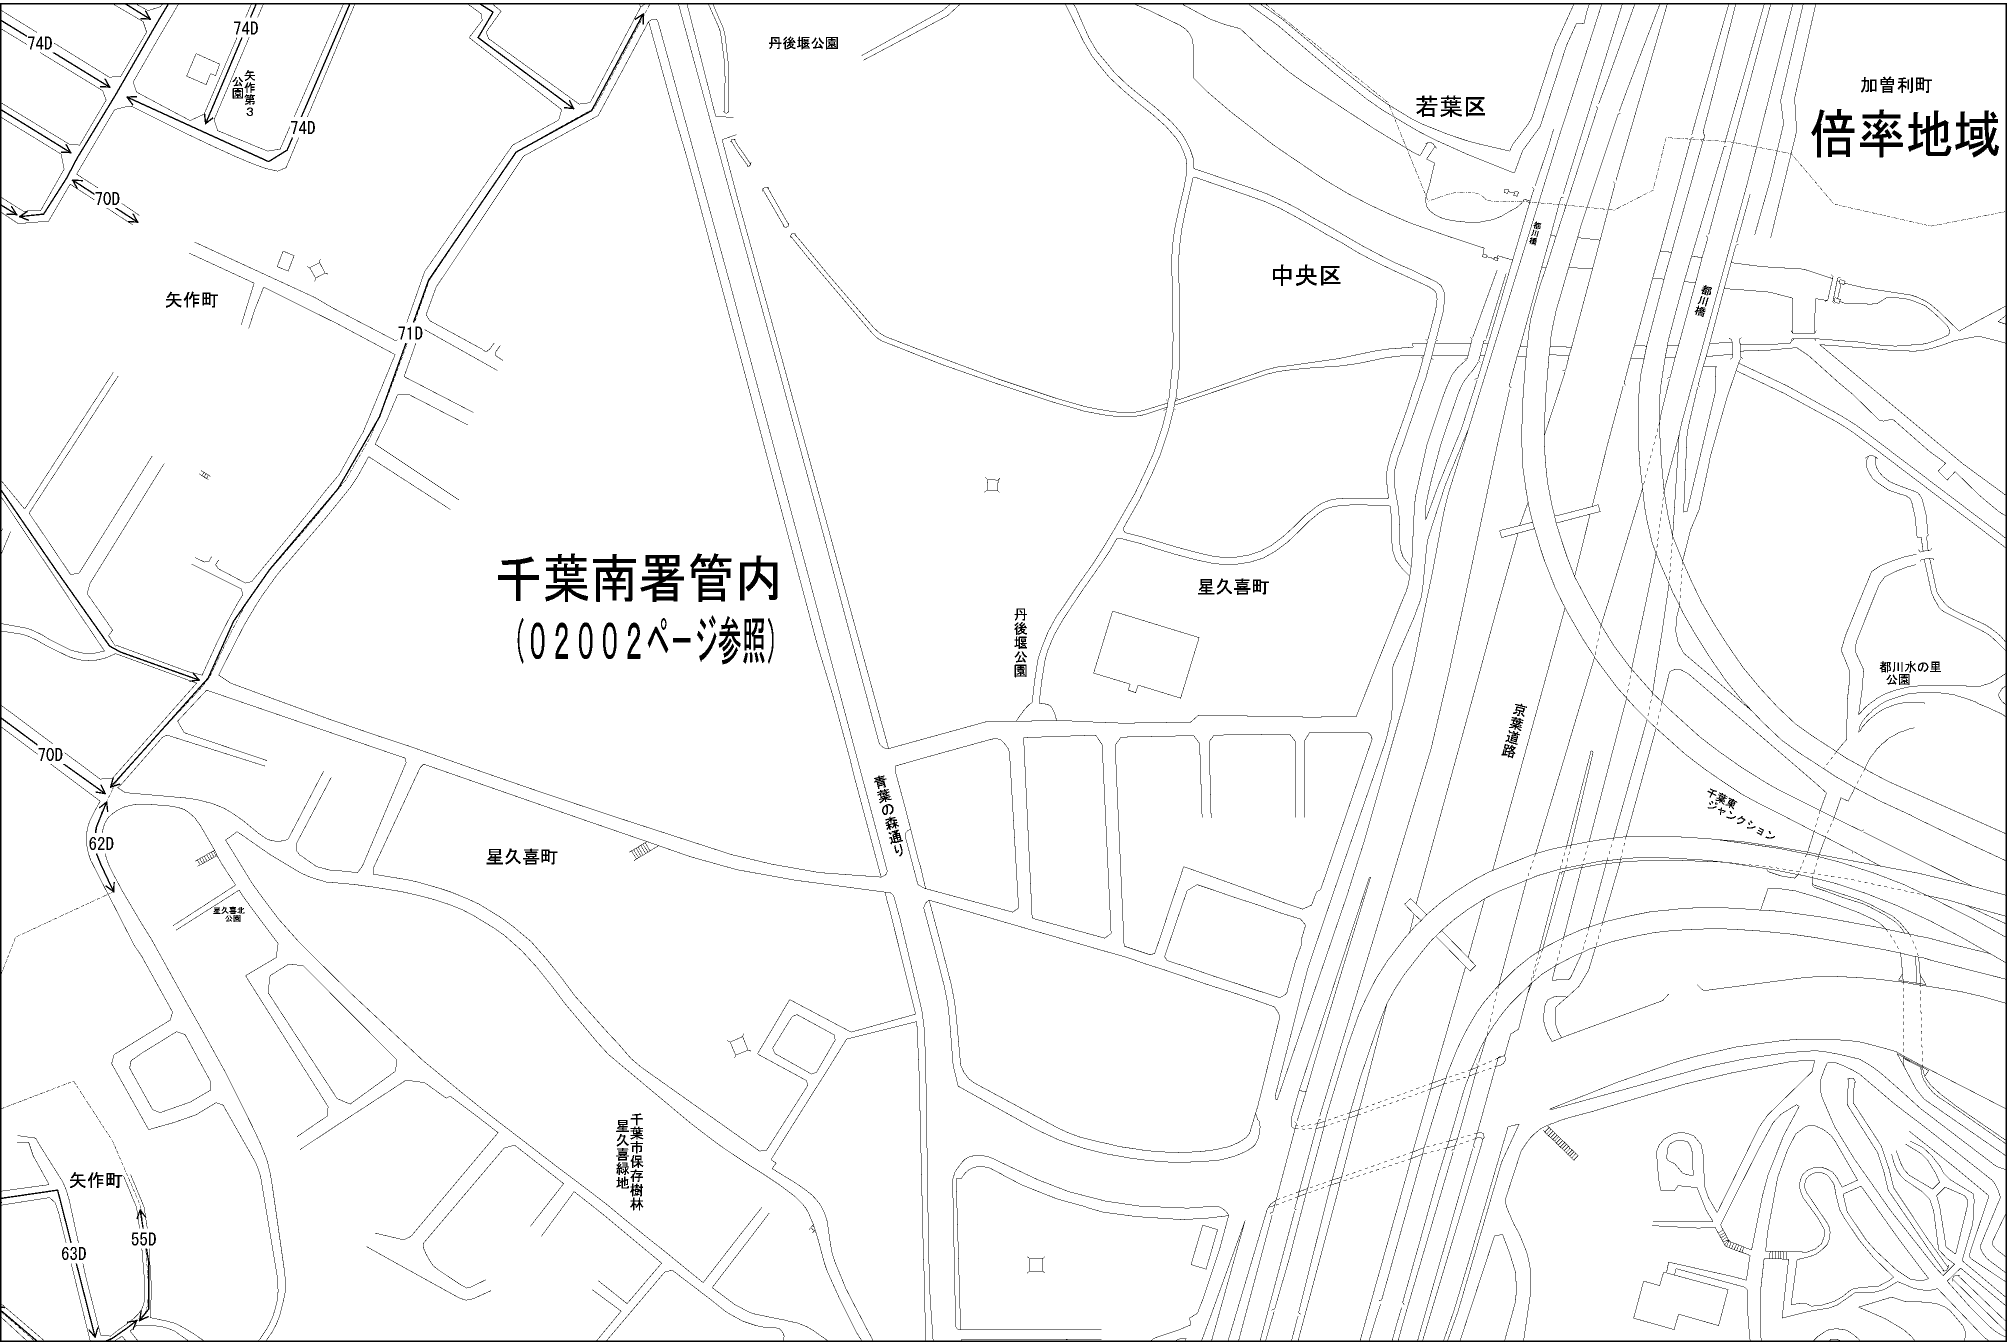 74D
74D
丹後堰公園
矢作第3
公園
若葉区
加曽利町
倍率地域
74D
70D
都川橋
中央区
矢作町
都川橋
71D
千葉南署管内
(02002ページ参照)
星久喜町
丹後堰公園
都川水の里
公園
京葉道路
70D
青葉の森通り
千葉東
ジャンクション
62D
星久喜町
星久喜北
公園
千葉市保存樹林
星久喜緑地
矢作町
63D
55D